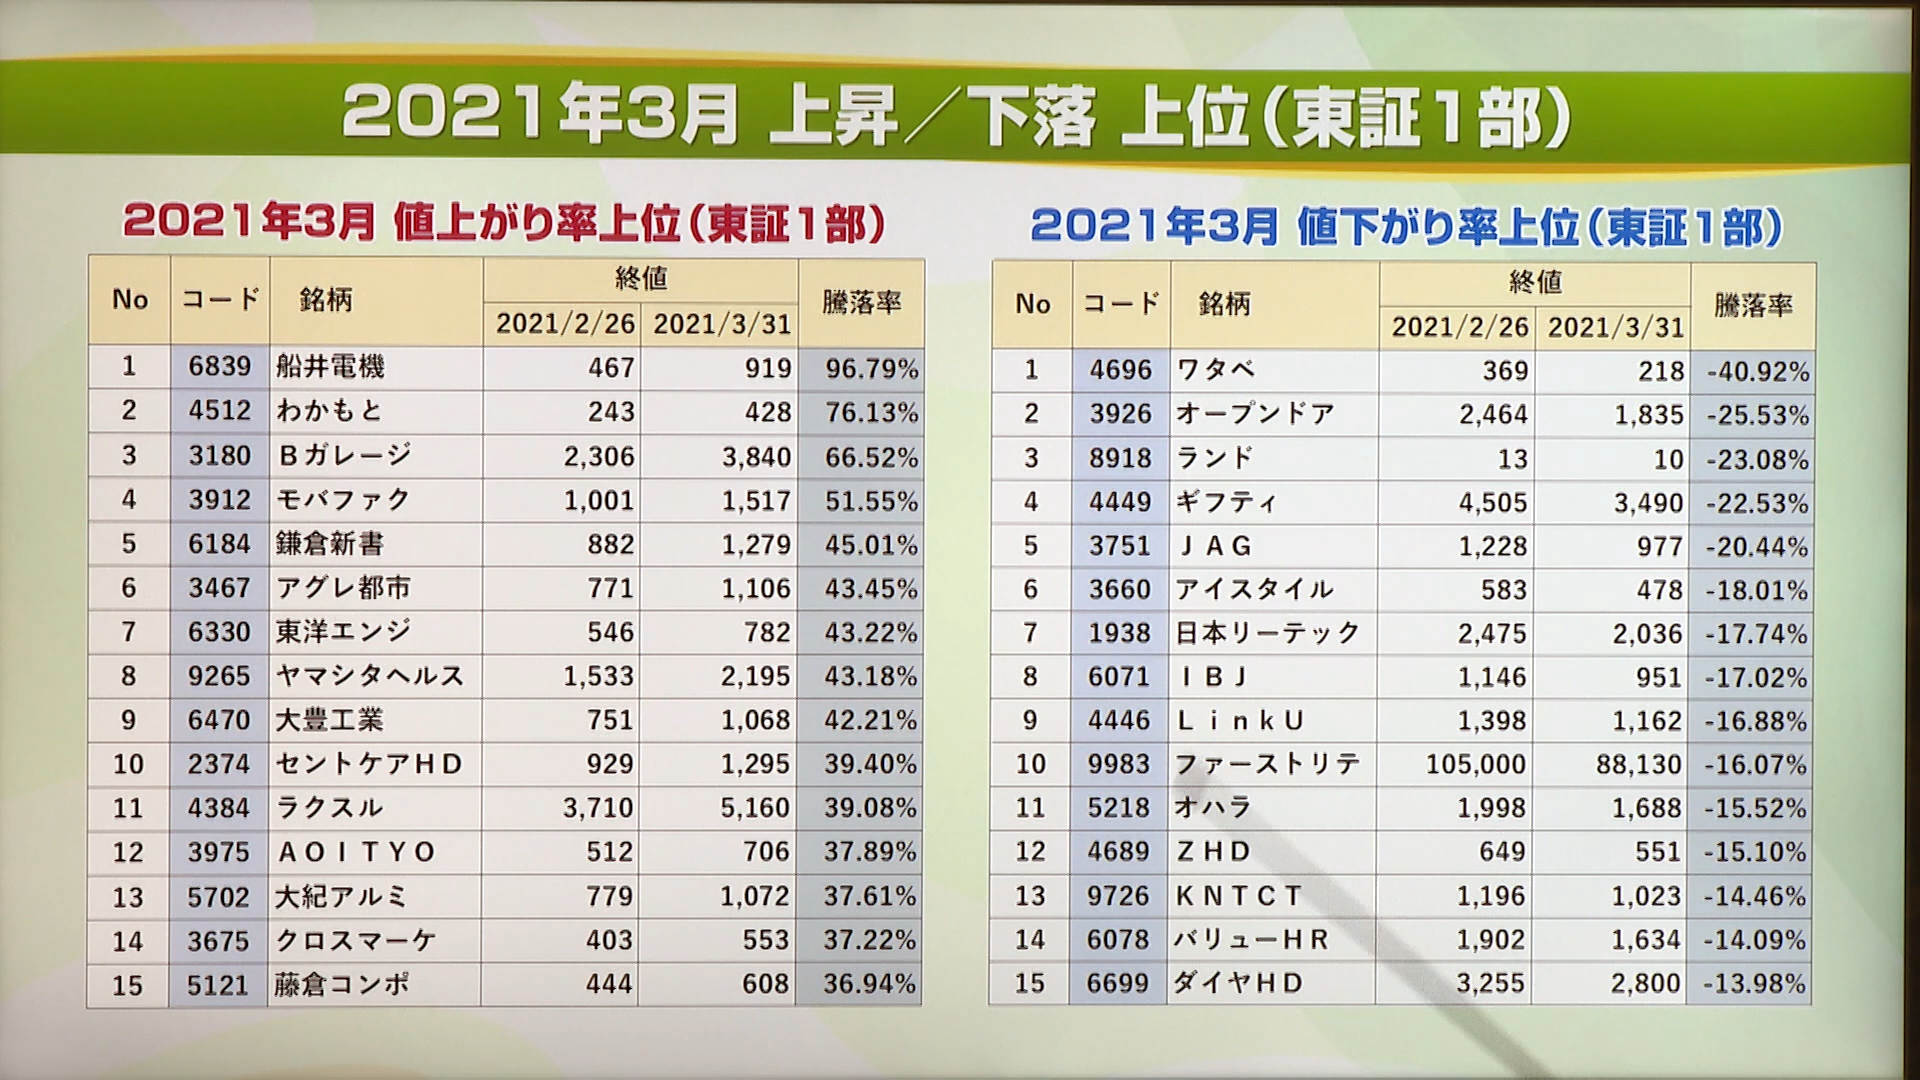 2021年3月 上昇／下落 上位（東証1部）
2021年3月 値上がり率上位（東証1部）
No コード 銘柄 終値 騰落率
2021/2/26 2021/3/31
1 6839 船井電機 467 919 96.79%
2 4512 わかもと 243 428 76.13%
3 3180 Ｂガレージ 2,306 3,840 66.52%
4 3912 モバファク 1,001 1,517 51.55%
5 6184 鎌倉新書 882 1,279 45.01%
6 3467 アグレ都市 771 1,106 43.45%
7 6330 東洋エンジ 546 782 43.22%
8 9265 ヤマシタヘルス 1,533 2,195 43.18%
9 6470 大豊工業 751 1,068 42.21%
10 2374 セントケアＨＤ 929 1,295 39.40%
11 4384 ラクスル 3,710 5,160 39.08%
12 3975 ＡＯＩＴＹＯ 512 706 37.89%
13 5702 大紀アルミ 779 1,072 37.61%
14 3675 クロスマーケ 403 553 37.22%
15 5121 藤倉コンポ 444 608 36.94%
2021年3月 値下がり率上位（東証1部）
No コード 銘柄 終値 騰落率
2021/2/26 2021/3/31
1 4696 ワタベ 369 218 -40.92%
2 3926 オープンドア 2,464 1,835 -25.53%
3 8918 ランド 13 10 -23.08%
4 4449 ギフティ 4,505 3,490 -22.53%
5 3751 ＪＡＧ 1,228 977 -20.44%
6 3660 アイスタイル 583 478 -18.01%
7 1938 日本リーテック 2,475 2,036 -17.74%
8 6071 ＩＢＪ 1,146 951 -17.02%
9 4446 ＬｉｎｋＵ 1,398 1,162 -16.88%
10 9983 ファーストリテ 105,000 88,130 -16.07%
11 5218 オハラ 1,998 1,688 -15.52%
12 4689 ＺＨＤ 649 551 -15.10%
13 9726 ＫＮＴＣＴ 1,196 1,023 -14.46%
14 6078 バリューＨＲ 1,902 1,634 -14.09%
15 6699 ダイヤＨＤ 3,255 2,800 -13.98%